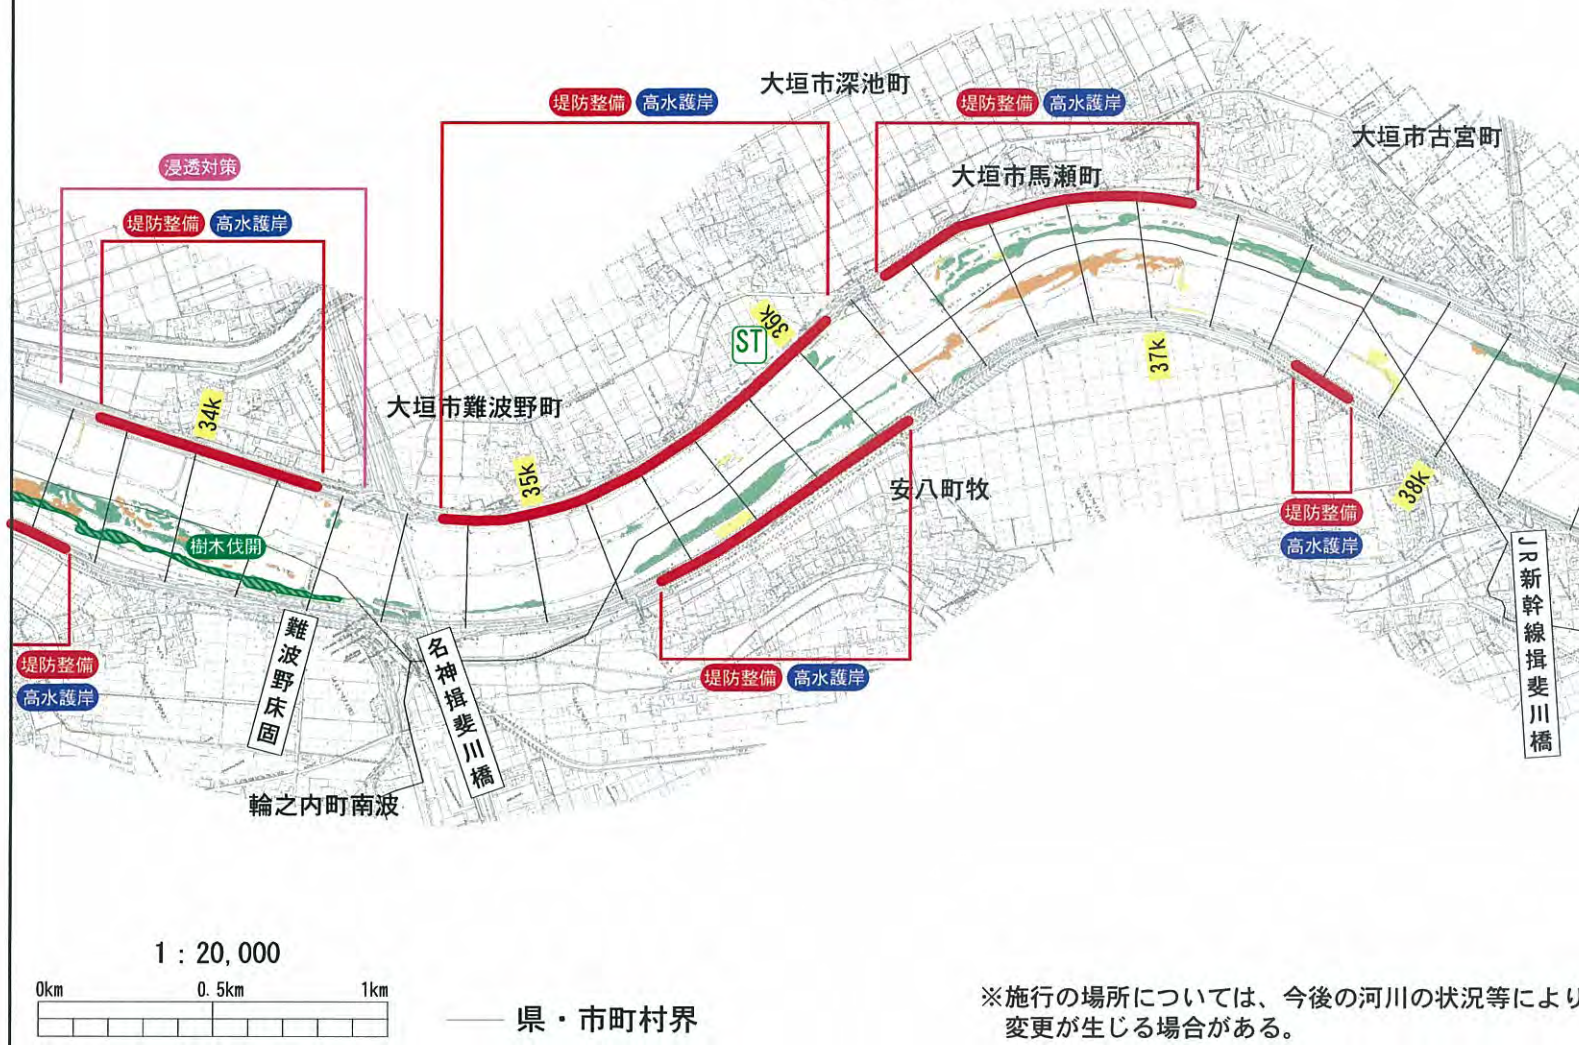 大垣市深池町
堤防整備 高水護岸
堤防整備 高水護岸
大垣市古宮町
浸透対策
大垣市馬瀬町
堤防整備 高水護岸
36k
ST
37k
34k
大垣市難波野町
35k
安八町牧
38k
堤防整備
高水護岸
樹木伐開
JR新幹線揖斐川橋
難波野床固
名神揖斐川橋
堤防整備
高水護岸
堤防整備 高水護岸
輪之内町南波
1:20,000
0km 0.5km 1km
県・市町村界
※施行の場所については、今後の河川の状況等により
変更が生じる場合がある。